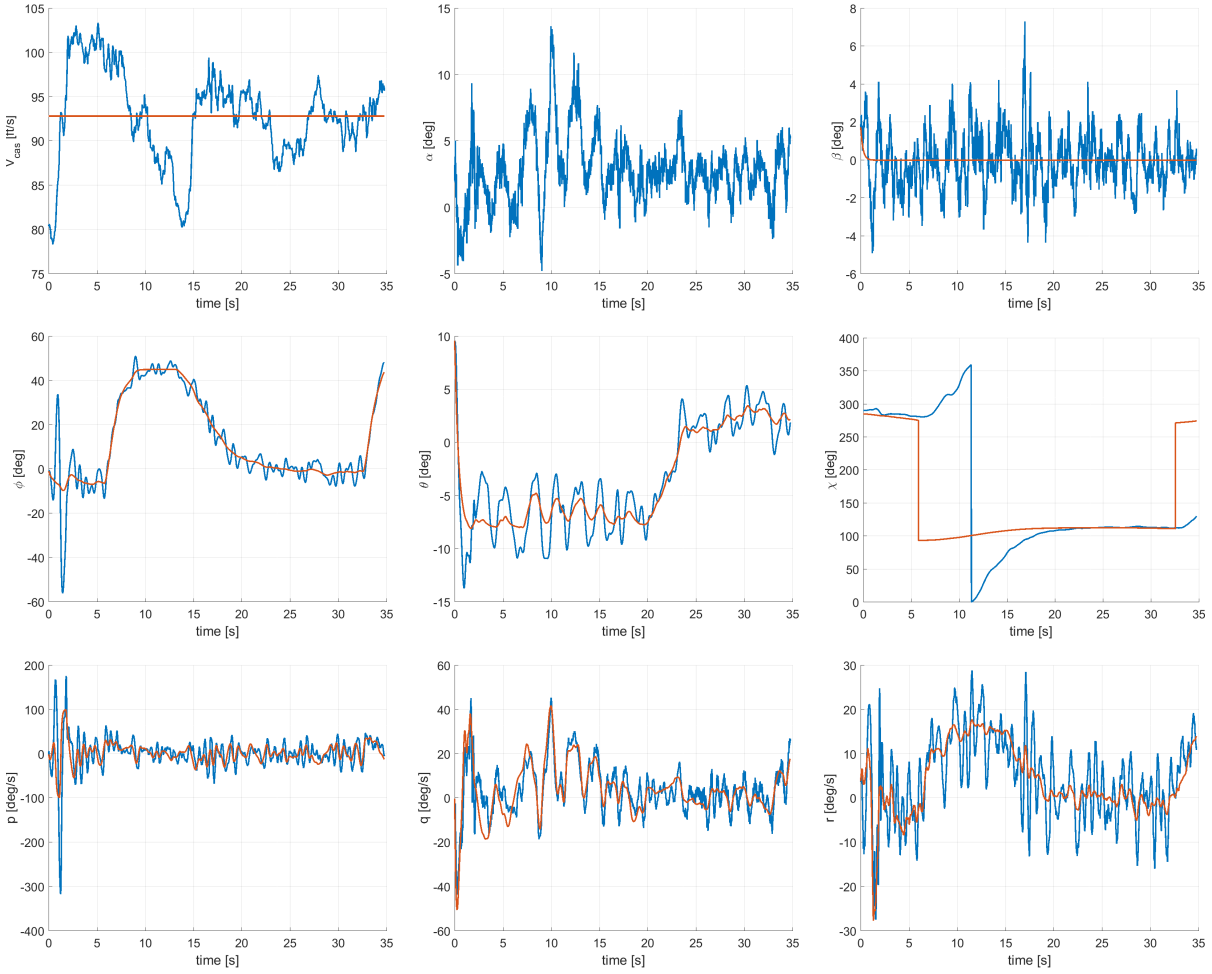 105
100
95
90
85
80
75
V_cas [ft/s]
0 5 10 15 20 25 30 35
time [s]
15
10
5
0
-5
α [deg]
0 5 10 15 20 25 30 35
time [s]
8
6
4
2
0
-2
-4
-6
β [deg]
0 5 10 15 20 25 30 35
time [s]
60
40
20
0
-20
-40
-60
ϕ [deg]
0 5 10 15 20 25 30 35
time [s]
10
5
0
-5
-10
-15
θ [deg]
0 5 10 15 20 25 30 35
time [s]
400
350
300
250
200
150
100
50
0
χ [deg]
0 5 10 15 20 25 30 35
time [s]
200
100
0
-100
-200
-300
-400
p [deg/s]
0 5 10 15 20 25 30 35
time [s]
60
40
20
0
-20
-40
-60
q [deg/s]
0 5 10 15 20 25 30 35
time [s]
30
20
10
0
-10
-20
-30
r [deg/s]
0 5 10 15 20 25 30 35
time [s]